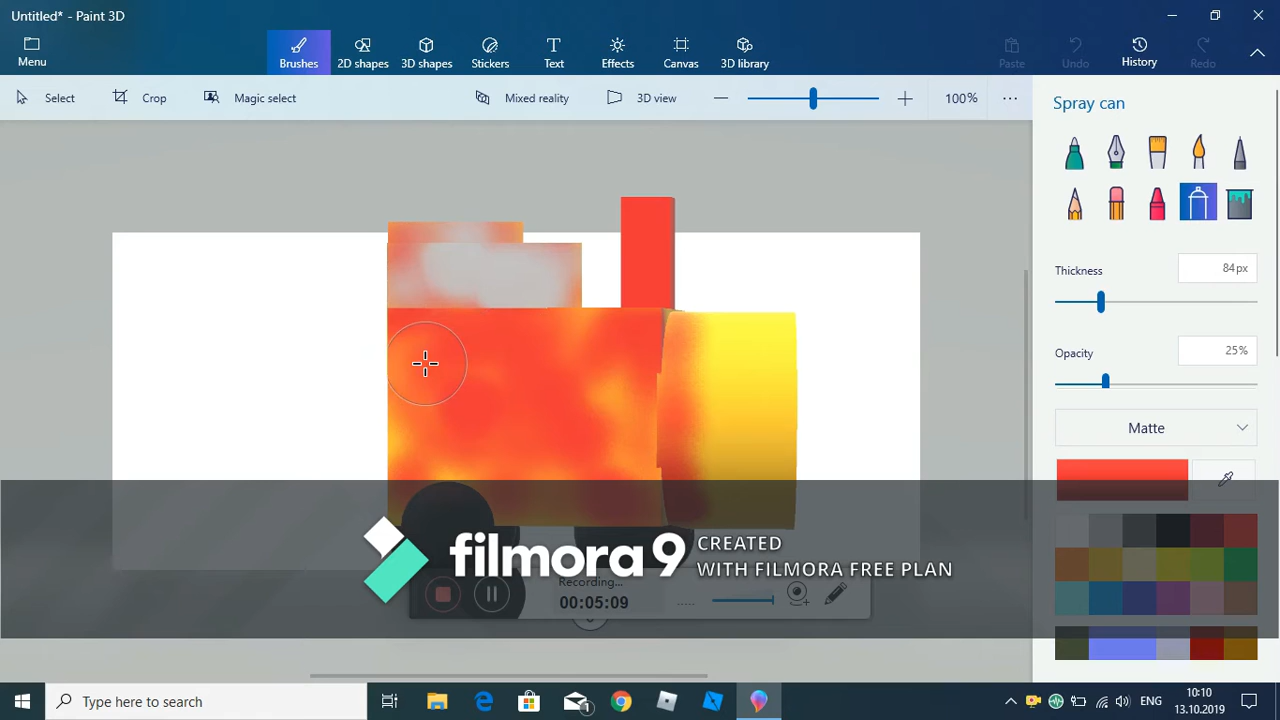 Untitled* - Paint 3D
Menu
Brushes
2D shapes
3D shapes
Stickers
Text
Effects
Canvas
3D library
Paste
Undo
History
Redo
Select
Crop
Magic select
Mixed reality
3D view
100%
Spray can
Thickness
84px
Opacity
25%
Matte
filmora9
CREATED
WITH FILMORA FREE PLAN
Recording...
00:05:09
Type here to search
1
ENG
10:10
13.10.2019